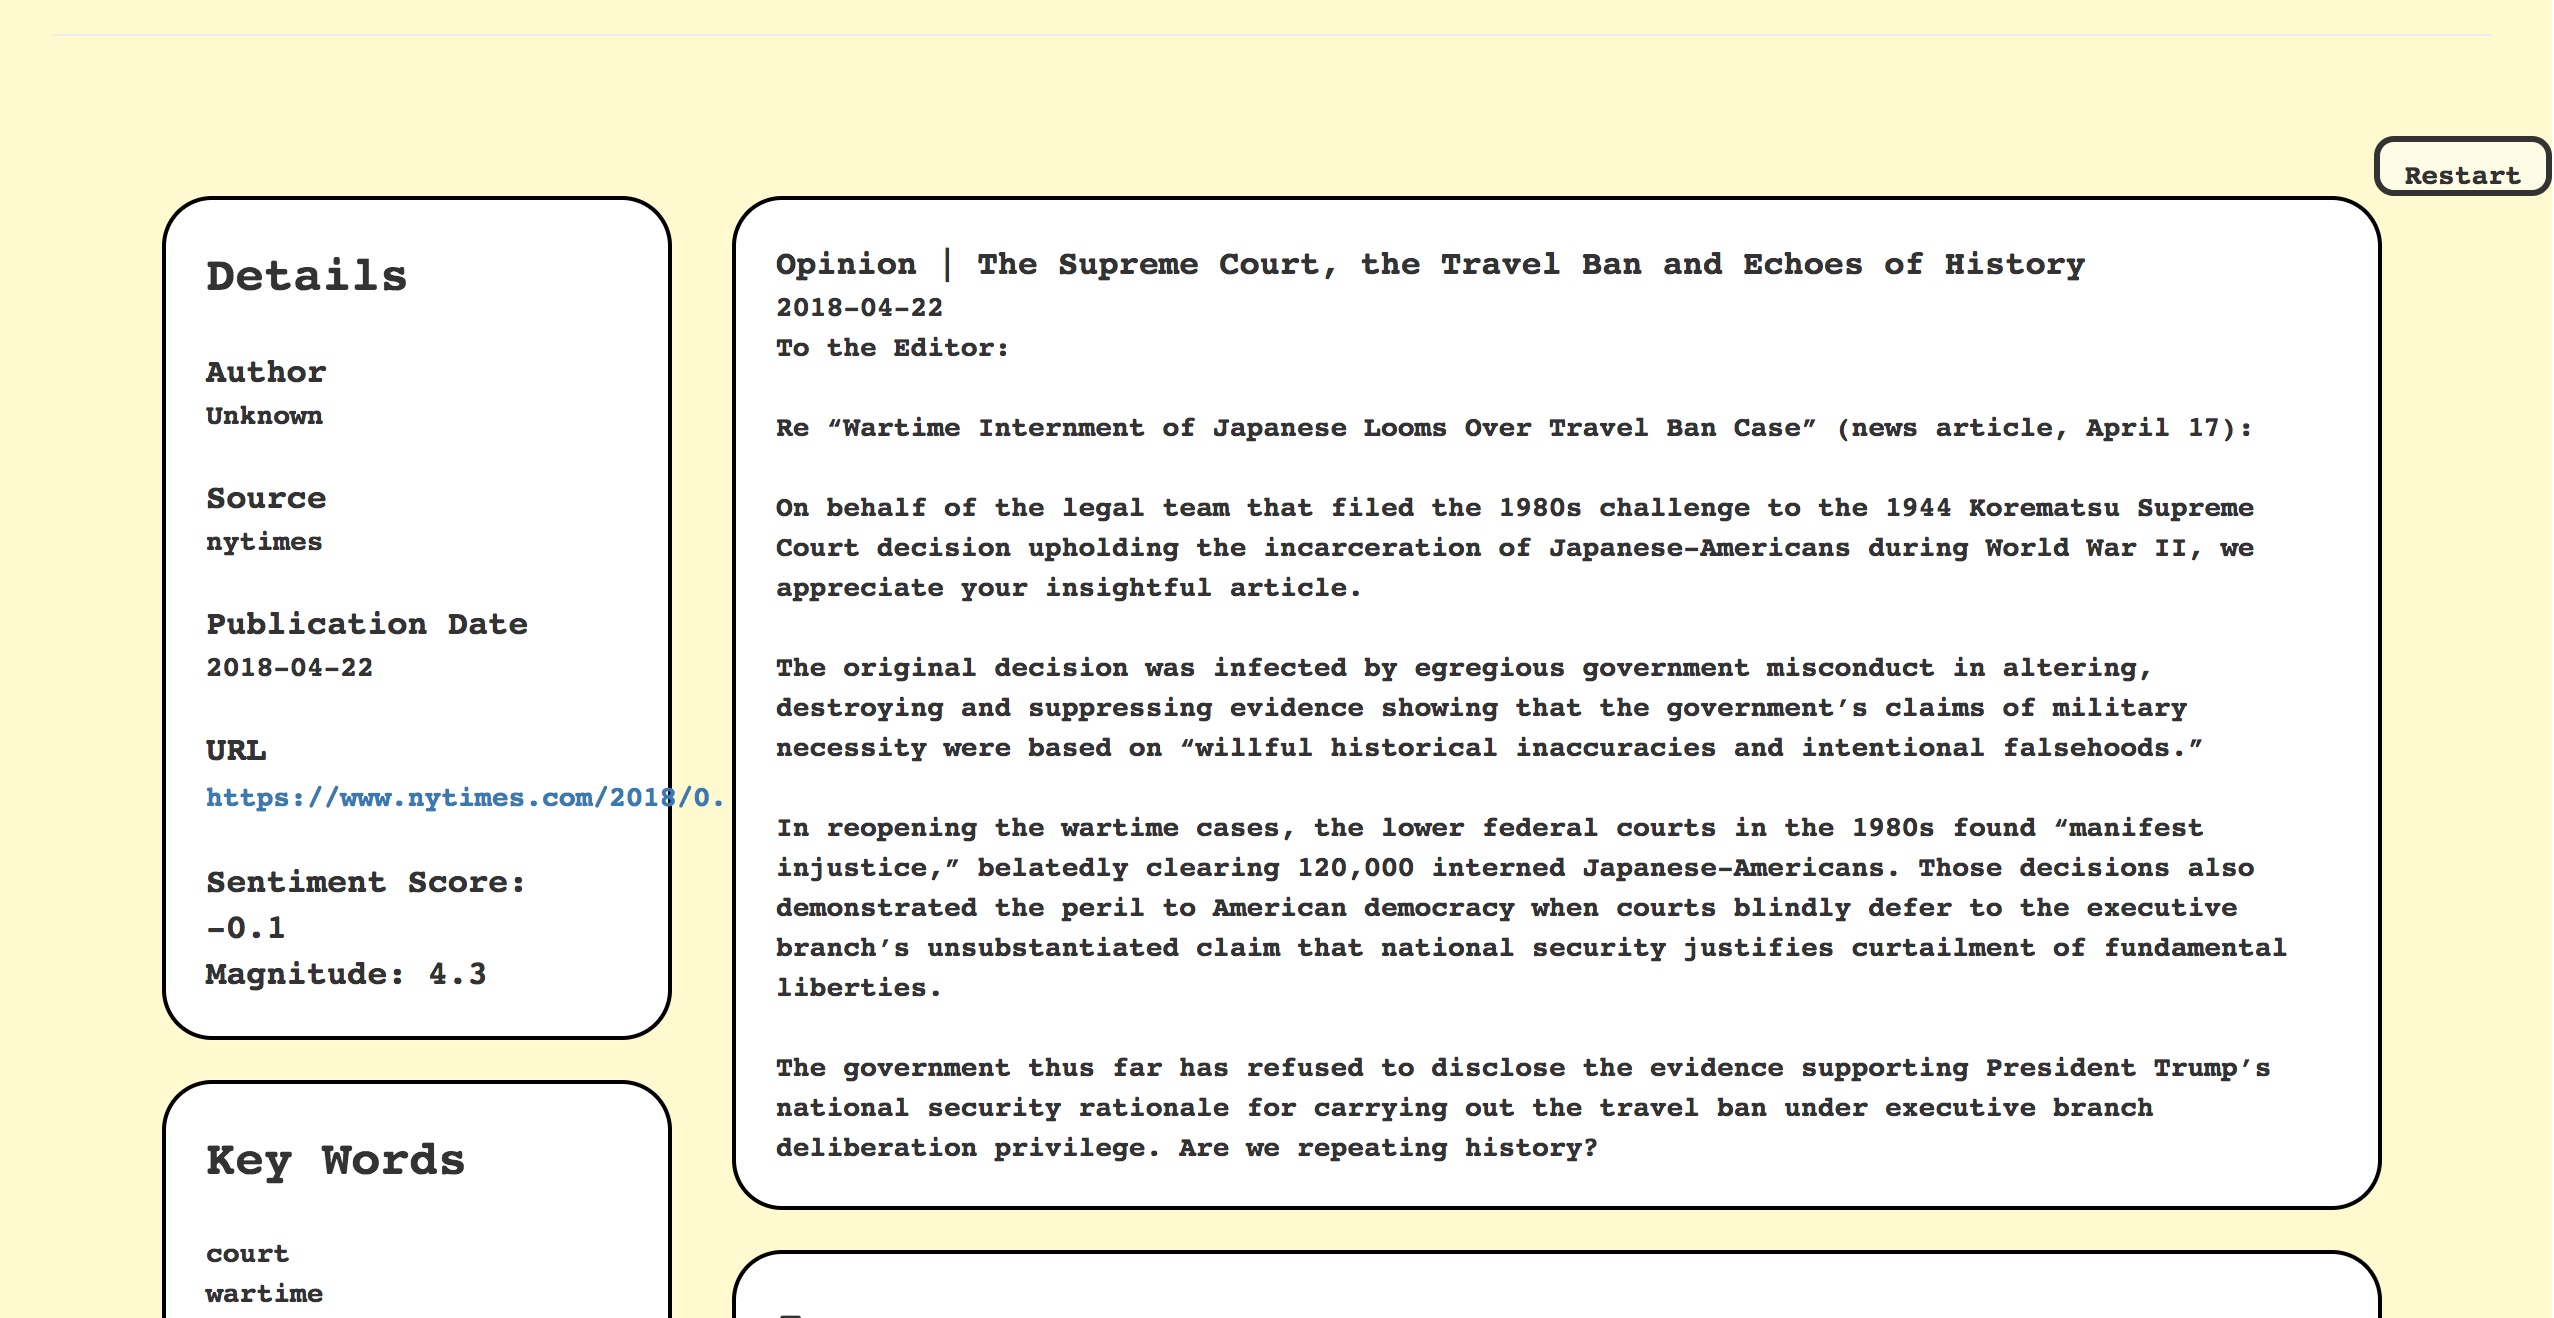 Restart
Details
Author
Unknown
Source
nytimes
Publication Date
2018-04-22
URL
https://www.nytimes.com/2018/0.
Sentiment Score:
-0.1
Magnitude: 4.3
Key Words
court
wartime
Opinion | The Supreme Court, the Travel Ban and Echoes of History
2018-04-22
To the Editor:
Re “Wartime Internment of Japanese Looms Over Travel Ban Case” (news article, April 17):
On behalf of the legal team that filed the 1980s challenge to the 1944 Korematsu Supreme
Court decision upholding the incarceration of Japanese-Americans during World War II, we
appreciate your insightful article.
The original decision was infected by egregious government misconduct in altering,
destroying and suppressing evidence showing that the government’s claims of military
necessity were based on “willful historical inaccuracies and intentional falsehoods.”
In reopening the wartime cases, the lower federal courts in the 1980s found “manifest
injustice,” belatedly clearing 120,000 interned Japanese-Americans. Those decisions also
demonstrated the peril to American democracy when courts blindly defer to the executive
branch’s unsubstantiated claim that national security justifies curtailment of fundamental
liberties.
The government thus far has refused to disclose the evidence supporting President Trump’s
national security rationale for carrying out the travel ban under executive branch
deliberation privilege. Are we repeating history?